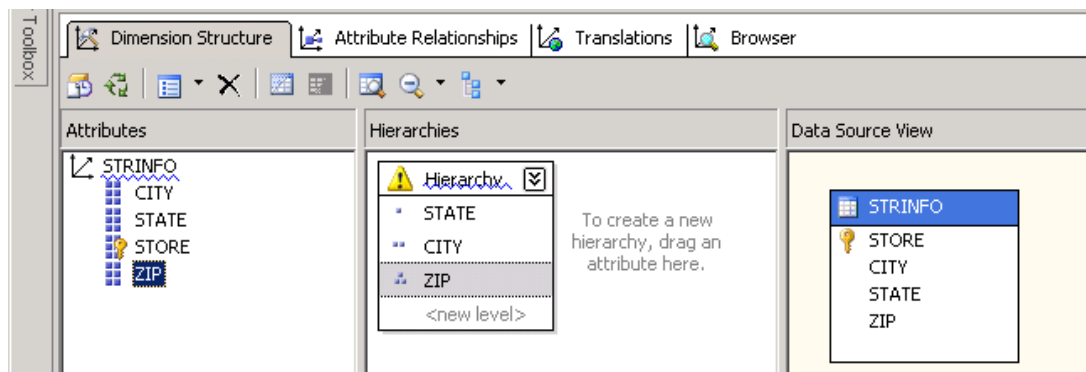 Toolbox
Dimension Structure
Attribute Relationships
Translations
Browser
Attributes
STRINFO
CITY
STATE
STORE
ZIP
Hierarchies
Hierarchy
STATE
CITY
ZIP
<new level>
To create a new
hierarchy, drag an
attribute here.
Data Source View
STRINFO
STORE
CITY
STATE
ZIP